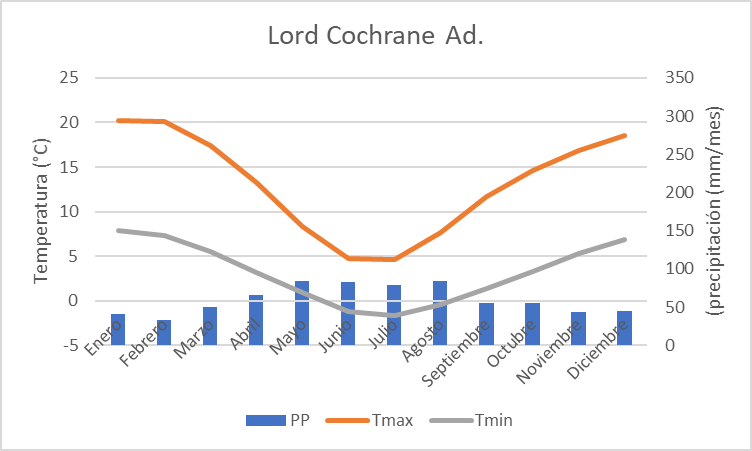 Lord Cochrane Ad.
Temperatura (°C)
25
20
15
10
5
0
-5
350
300
250
200
150
100
50
0
(precipitación (mm/mes)
Enero
Febrero
Marzo
Abril
Mayo
Junio
Julio
Agosto
Septiembre
Octubre
Noviembre
Diciembre
PP
Tmax
Tmin